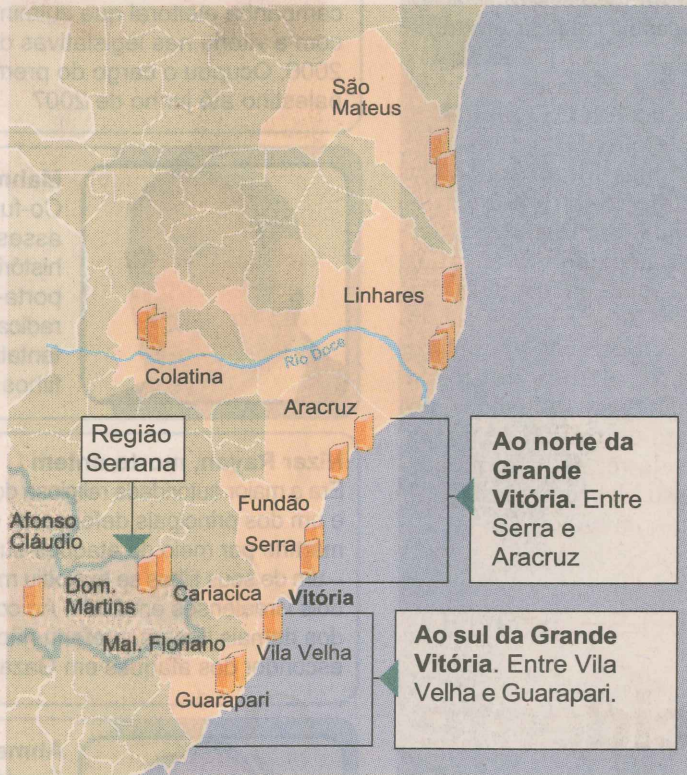 São
Mateus
Linhares
Rio Doce
Colatina
Aracruz
Região
Serrana
Ao norte da
Grande
Vitória. Entre
Serra e
Aracruz
Fundão
Afonso
Cláudio
Serra
Dom.
Martins
Cariacica
Vitória
Mal. Floriano
Vila Velha
Ao sul da Grande
Vitória. Entre Vila
Velha e Guarapari.
Guarapari